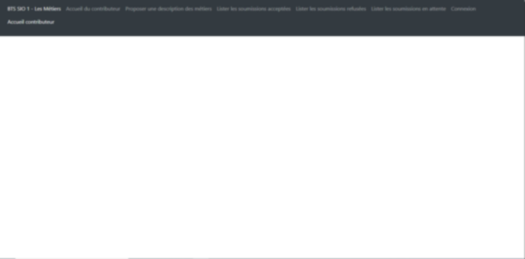 BTS SIO 1 - Les Métiers Accueil du contributeur Proposer une description des métiers Lister les soumissions acceptées Lister les soumissions refusées Lister les soumissions en attente Connexion
Accueil contributeur